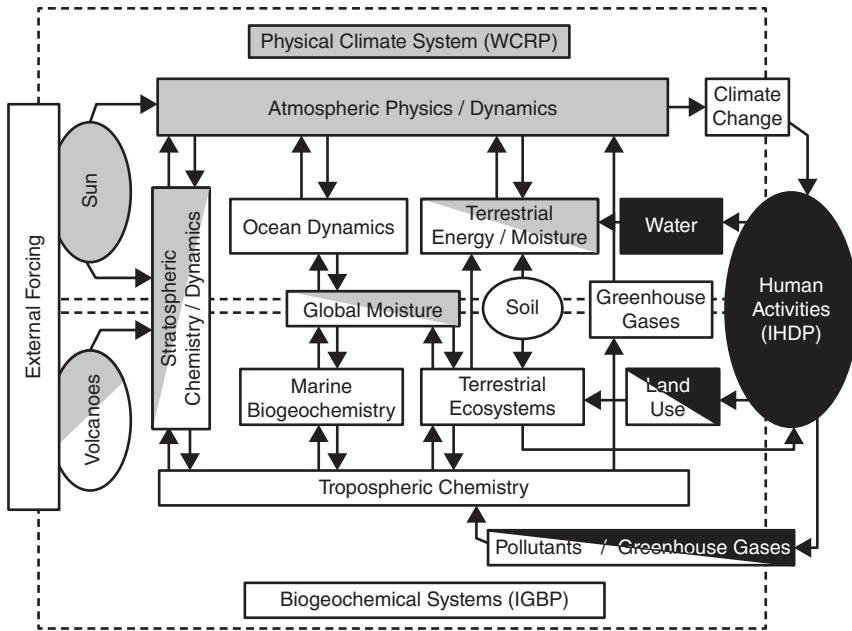 Physical Climate System (WCRP)
Atmospheric Physics / Dynamics
Climate
Change
External Forcing
Sun
Stratospheric
Chemistry / Dynamics
Ocean Dynamics
Terrestrial
Energy / Moisture
Water
Human
Activities
(IHDP)
Global Moisture
Soil
Greenhouse
Gases
Volcanoes
Marine
Biogeochemistry
Terrestrial
Ecosystems
Land
Use
Tropospheric Chemistry
Pollutants / Greenhouse Gases
Biogeochemical Systems (IGBP)